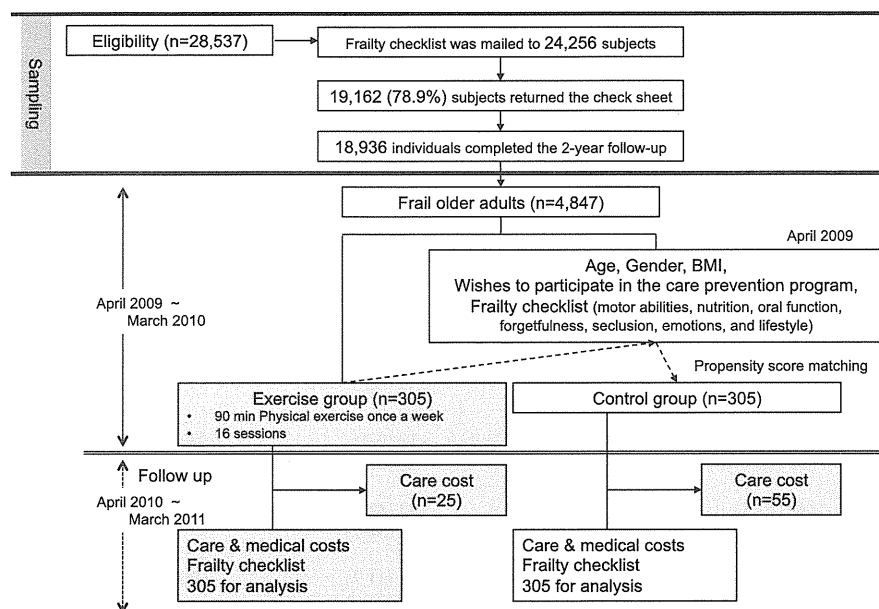 Sampling
Eligibility (n=28,537)
Frailty checklist was mailed to 24,256 subjects
19,162 (78.9%) subjects returned the check sheet
18,936 individuals completed the 2-year follow-up
Frail older adults (n=4,847)
April 2009
Age, Gender, BMI,
Wishes to participate in the care prevention program,
Frailty checklist (motor abilities, nutrition, oral function,
forgetfulness, seclusion, emotions, and lifestyle)
April 2009 ~
March 2010
Propensity score matching
Exercise group (n=305)
• 90 min Physical exercise once a week
• 16 sessions
Control group (n=305)
Follow up
April 2010 ~
March 2011
Care cost
(n=25)
Care cost
(n=55)
Care & medical costs
Frailty checklist
305 for analysis
Care & medical costs
Frailty checklist
305 for analysis